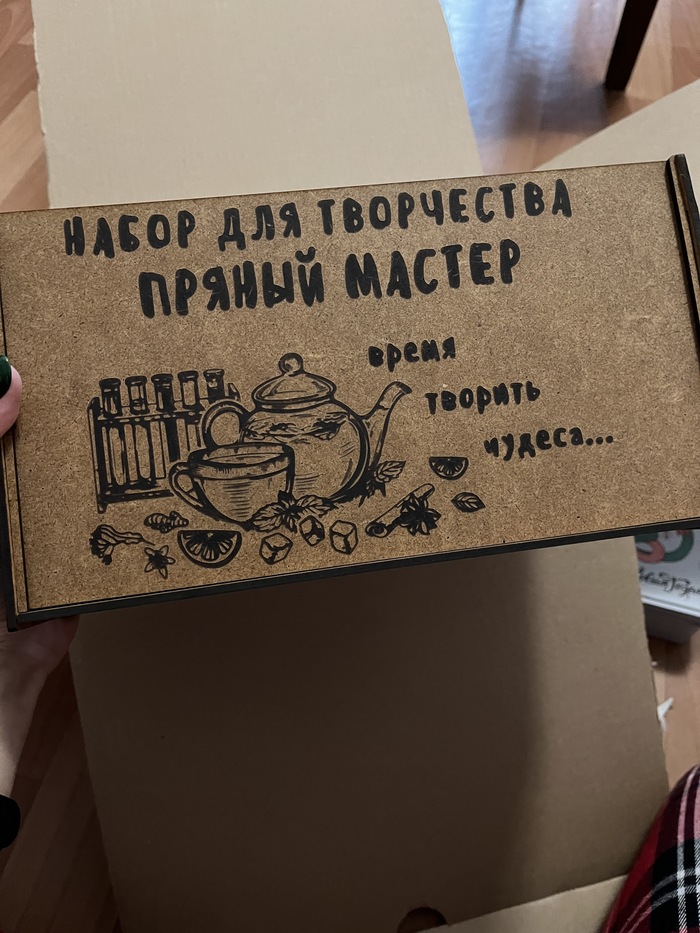 НАБОР ДЛЯ ТВОРЧЕСТВА
ПРЯНЫЙ МАСТЕР
время
творить
чудеса...